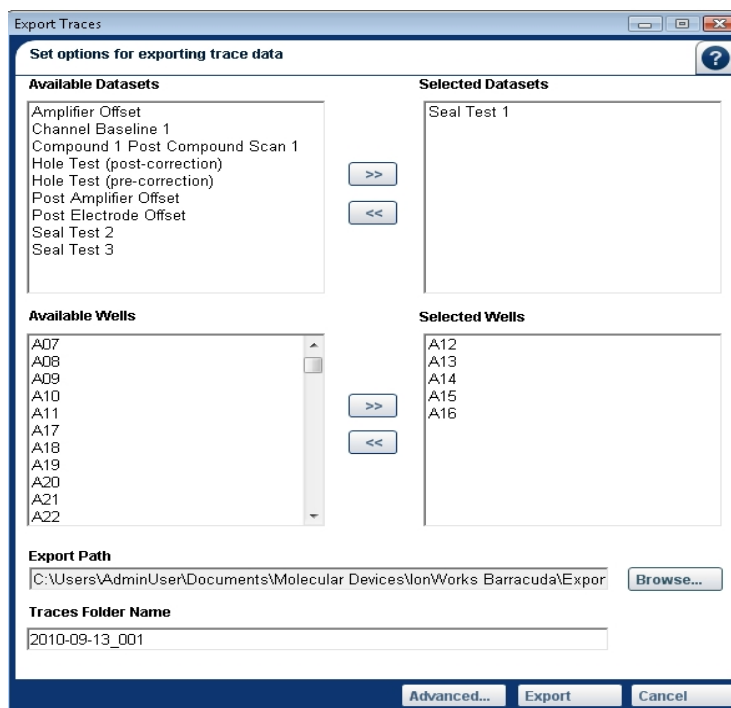 Export Traces
Set options for exporting trace data
?
Available Datasets
Amplifier Offset
Channel Baseline 1
Compound 1 Post Compound Scan 1
Hole Test (post-correction)
Hole Test (pre-correction)
Post Amplifier Offset
Post Electrode Offset
Seal Test 2
Seal Test 3
>>
<<
Selected Datasets
Seal Test 1
Available Wells
A07
A08
A09
A10
A11
A17
A18
A19
A20
A21
A22
>>
<<
Selected Wells
A12
A13
A14
A15
A16
Export Path
C:\Users\AdminUser\Documents\Molecular Devices\IonWorks Barracuda\Expor
Browse...
Traces Folder Name
2010-09-13_001
Advanced...
Export
Cancel